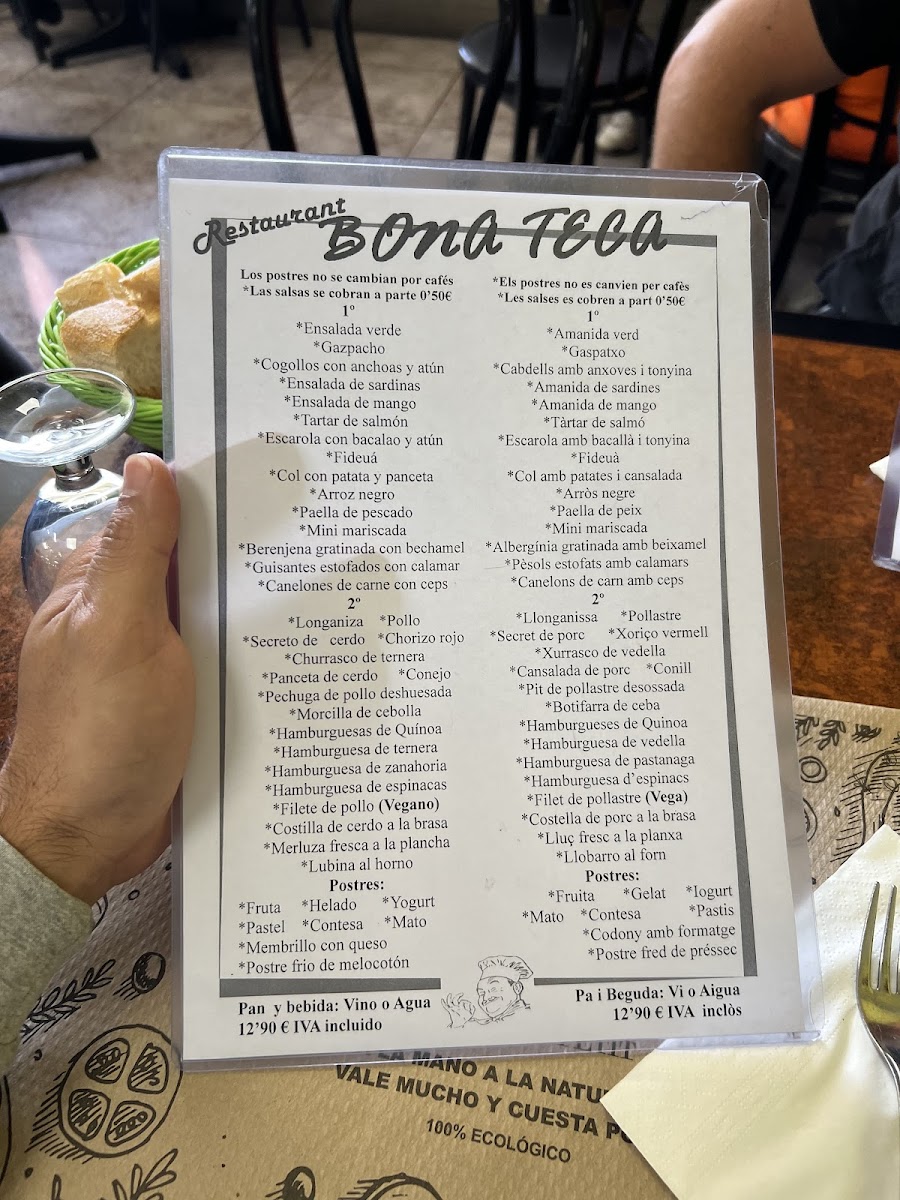 Restaurant BONA TECA
Los postres no se cambian por cafés
*Las salsas se cobran a parte 0'50€
1º
*Ensalada verde
*Gazpacho
*Cogollos con anchoas y atún
*Ensalada de sardinas
*Ensalada de mango
*Tartar de salmón
*Escarola con bacalao y atún
*Fideuá
*Col con patata y panceta
*Arroz negro
*Paella de pescado
*Mini mariscada
*Berenjena gratinada con bechamel
*Guisantes estofados con calamar
*Canelones de carne con ceps
2º
*Longaniza *Pollo
*Secreto de cerdo *Chorizo rojo
*Churrasco de ternera
*Panceta de cerdo *Conejo
*Pechuga de pollo deshuesada
*Morcilla de cebolla
*Hamburguesas de Quínoa
*Hamburguesa de ternera
*Hamburguesa de zanahoria
*Hamburguesa de espinacas
*Filete de pollo (Vegano)
*Costilla de cerdo a la brasa
*Merluza fresca a la plancha
*Lubina al horno
Postres:
*Fruta *Helado *Yogurt
*Pastel *Contesa *Mato
*Membrillo con queso
*Postre frio de melocotón
Pan y bebida: Vino o Agua
12'90 € IVA incluido
*Els postres no es canvien per cafès
*Les salses es cobren a part 0'50€
1º
*Amanida verd
*Gaspatxo
*Cabdells amb anxoves i tonyina
*Amanida de sardines
*Amanida de mango
*Tàrtar de salmó
*Escarola amb bacallà i tonyina
*Fideuà
*Col amb patates i cansalada
*Arròs negre
*Paella de peix
*Mini mariscada
*Albergínia gratinada amb beixamel
*Pèsols estofats amb calamars
*Canelons de carn amb ceps
2º
*Llonganissa *Pollastre
*Secret de porc *Xoriço vermell
*Xurrasco de vedella
*Cansalada de porc *Conill
*Pit de pollastre desossada
*Botifarra de ceba
*Hamburgueses de Quinoa
*Hamburguesa de vedella
*Hamburguesa de pastanaga
*Hamburguesa d'espinacs
*Filet de pollastre (Vega)
*Costella de porc a la brasa
*Lluç fresc a la planxa
*Llobarro al forn
Postres:
*Fruita *Gelat *Iogurt
*Mato *Contesa *Pastis
*Codony amb formatge
*Postre fred de préssec
Pa i Beguda: Vi o Aigua
12'90 € IVA inclòs
LA MANO A LA NATU
VALE MUCHO Y CUESTA PO
100% ECOLÓGICO